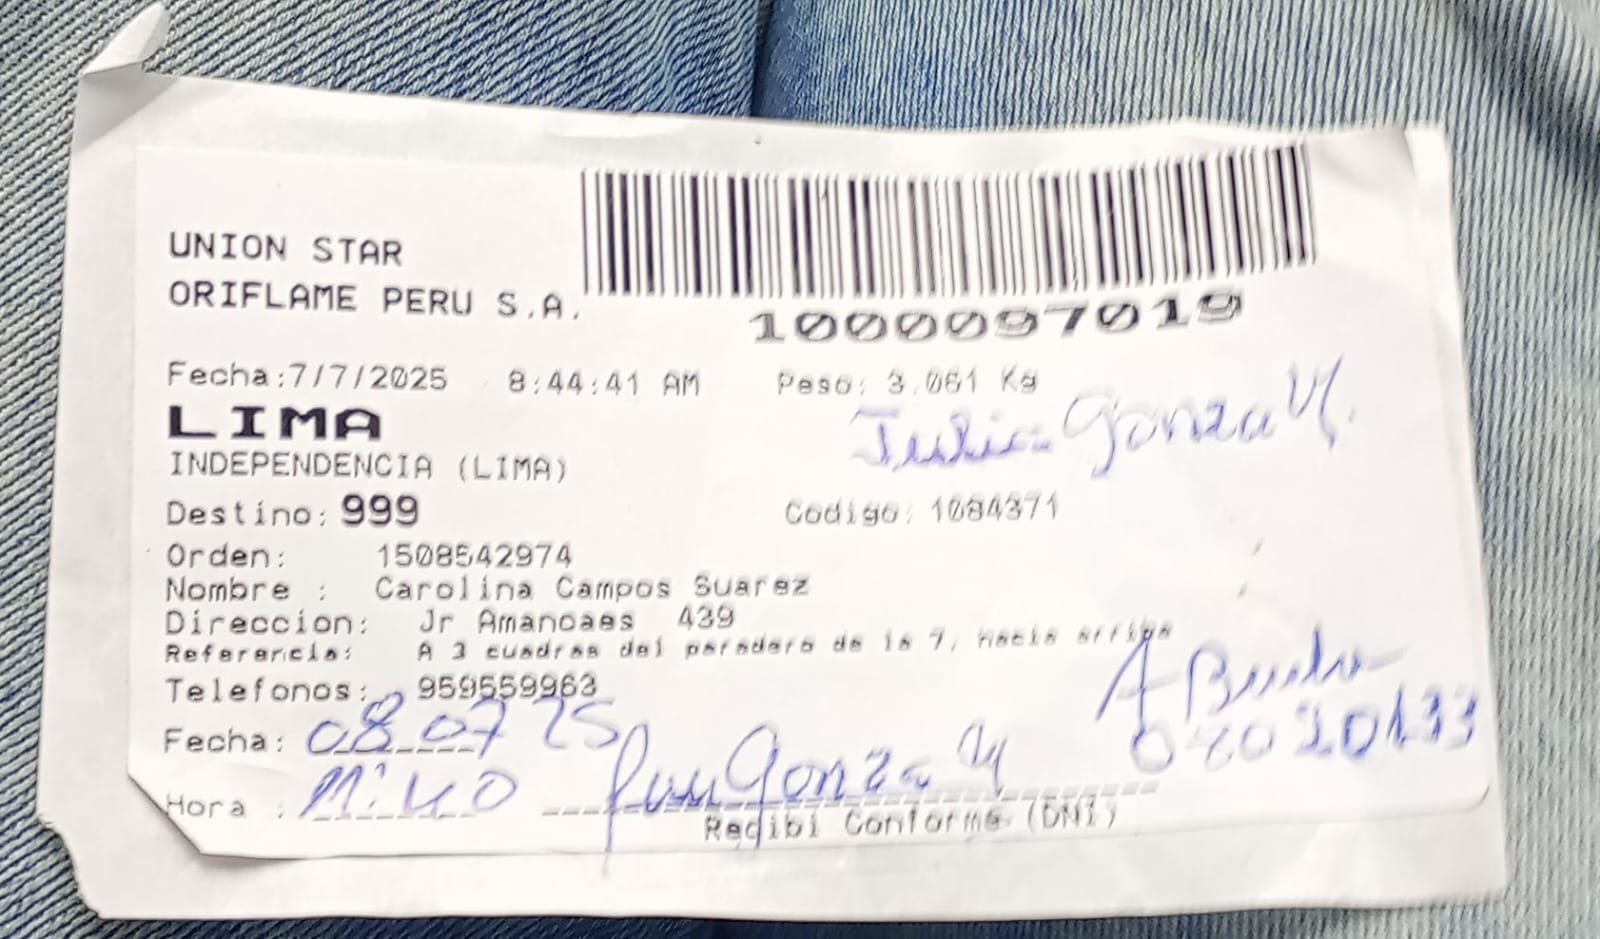 UNION STAR
ORIFLAME PERU S.A.
1000097019
Fecha:7/7/2025 8:44:41 AM Peso: 3.061 Kg
LIMA
Gonza
INDEPENDENCIA (LIMA)
Destino: 999 Codigo: 1084371
Orden: 1508542974
Nombre : Carolina Campos Suarez
Direccion: Jr Amancaes 439
Referencia: A 3 cuadras del paradero de la 7, hacia arriba
Telefonos: 959559963
Fecha: 08 07 25
Hora : Gonza
Recibi Conforme (DNI)